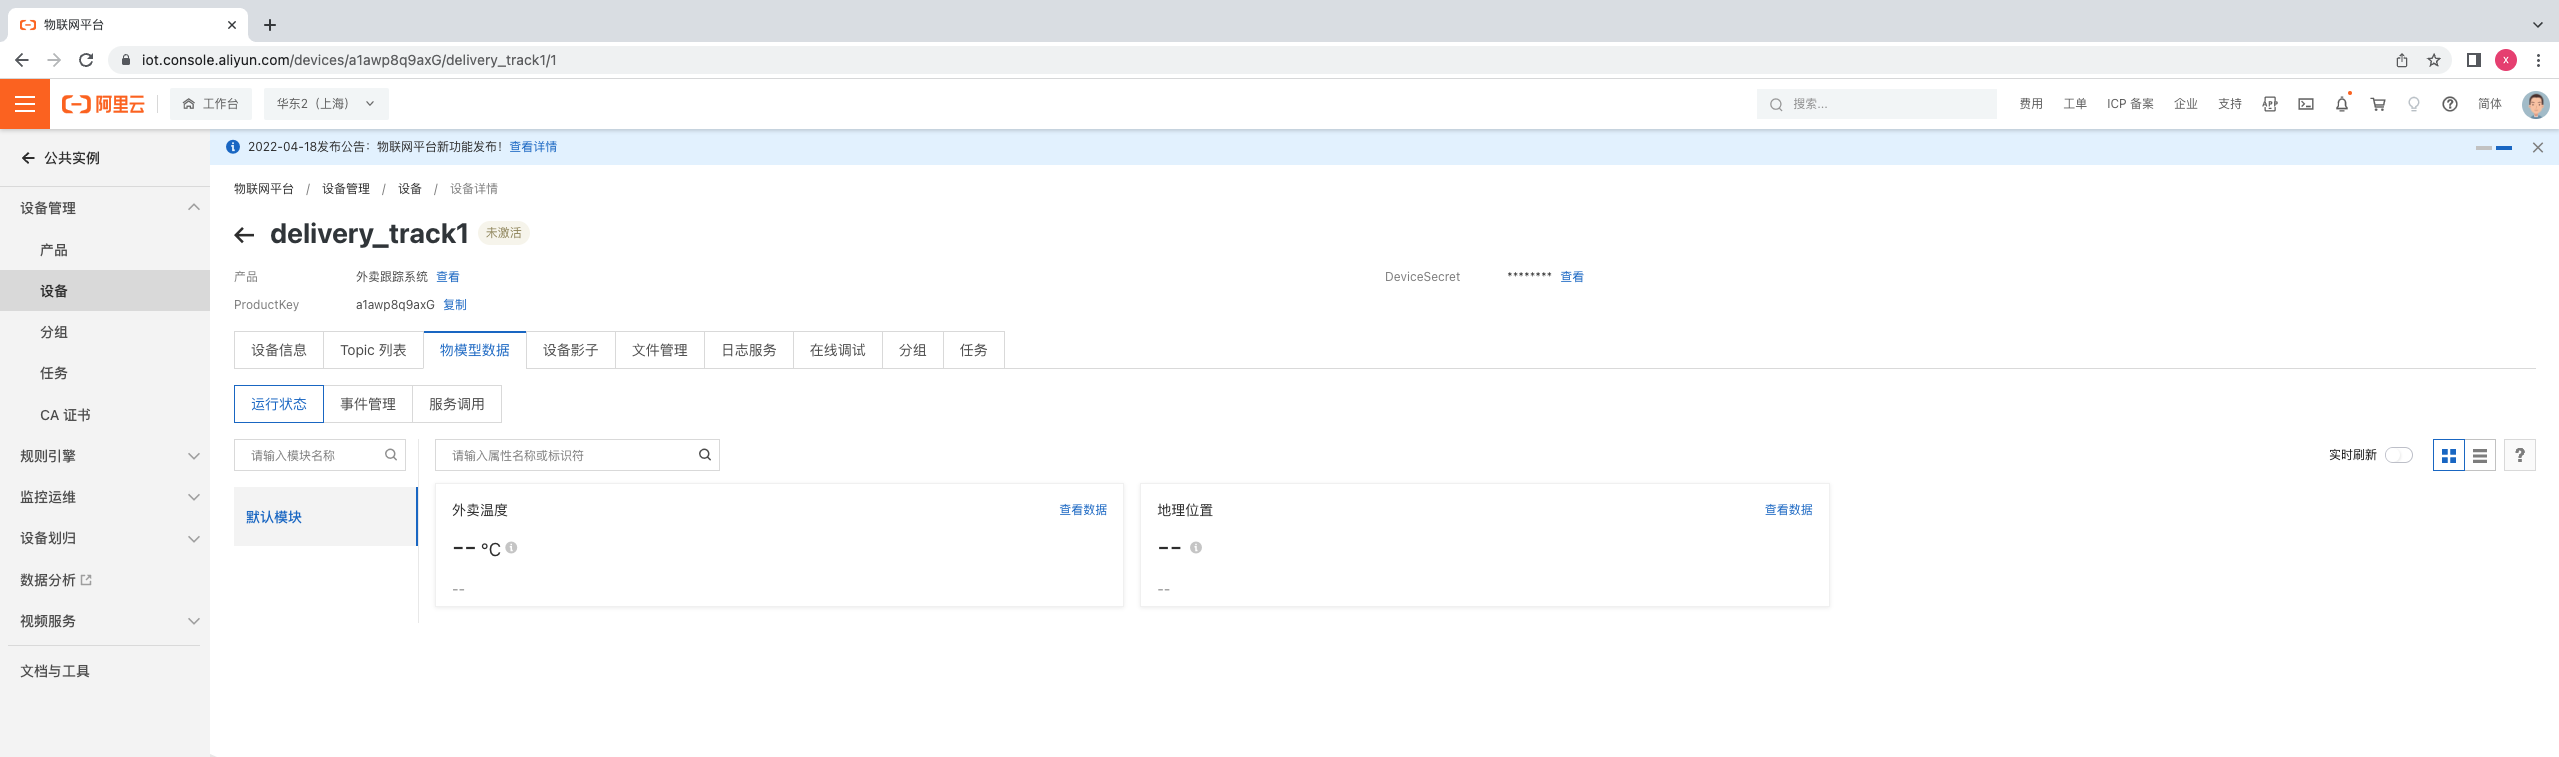 物联网平台
iot.console.aliyun.com/devices/a1awp8q9axG/delivery_track1/1
X
阿里云
工作台
华东2（上海）
搜索...
费用 工单 ICP 备案 企业 支持 APP 简体
公共实例
设备管理
产品
设备
分组
任务
CA 证书
规则引擎
监控运维
设备划归
数据分析
视频服务
文档与工具
2022-04-18发布公告：物联网平台新功能发布！查看详情
物联网平台 / 设备管理 / 设备 / 设备详情
delivery_track1 未激活
产品 外卖跟踪系统 查看
DeviceSecret ******** 查看
ProductKey a1awp8q9axG 复制
设备信息 Topic 列表 物模型数据 设备影子 文件管理 日志服务 在线调试 分组 任务
运行状态 事件管理 服务调用
请输入模块名称
请输入属性名称或标识符
实时刷新
?
默认模块
外卖温度 查看数据
-- °C
--
地理位置 查看数据
--
--